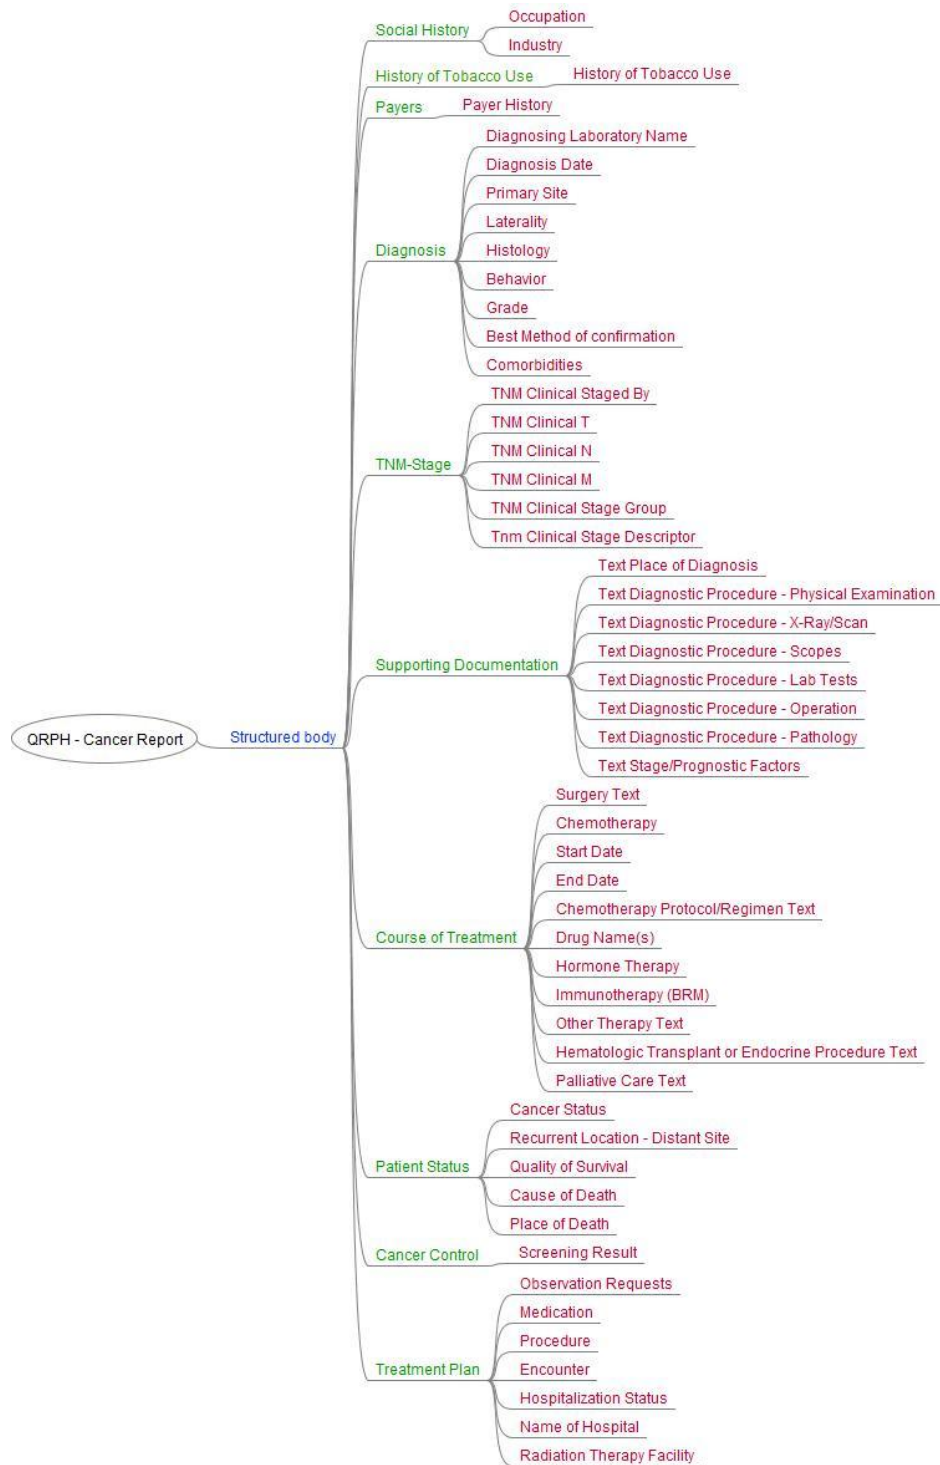 QRPH - Cancer Report
Structured body
Social History
Occupation
Industry
History of Tobacco Use
History of Tobacco Use
Payers
Payer History
Diagnosis
Diagnosing Laboratory Name
Diagnosis Date
Primary Site
Laterality
Histology
Behavior
Grade
Best Method of confirmation
Comorbidities
TNM-Stage
TNM Clinical Staged By
TNM Clinical T
TNM Clinical N
TNM Clinical M
TNM Clinical Stage Group
Tnm Clinical Stage Descriptor
Supporting Documentation
Text Place of Diagnosis
Text Diagnostic Procedure - Physical Examination
Text Diagnostic Procedure - X-Ray/Scan
Text Diagnostic Procedure - Scopes
Text Diagnostic Procedure - Lab Tests
Text Diagnostic Procedure - Operation
Text Diagnostic Procedure - Pathology
Text Stage/Prognostic Factors
Course of Treatment
Surgery Text
Chemotherapy
Start Date
End Date
Chemotherapy Protocol/Regimen Text
Drug Name(s)
Hormone Therapy
Immunotherapy (BRM)
Other Therapy Text
Hematologic Transplant or Endocrine Procedure Text
Palliative Care Text
Patient Status
Cancer Status
Recurrent Location - Distant Site
Quality of Survival
Cause of Death
Place of Death
Cancer Control
Screening Result
Treatment Plan
Observation Requests
Medication
Procedure
Encounter
Hospitalization Status
Name of Hospital
Radiation Therapy Facility